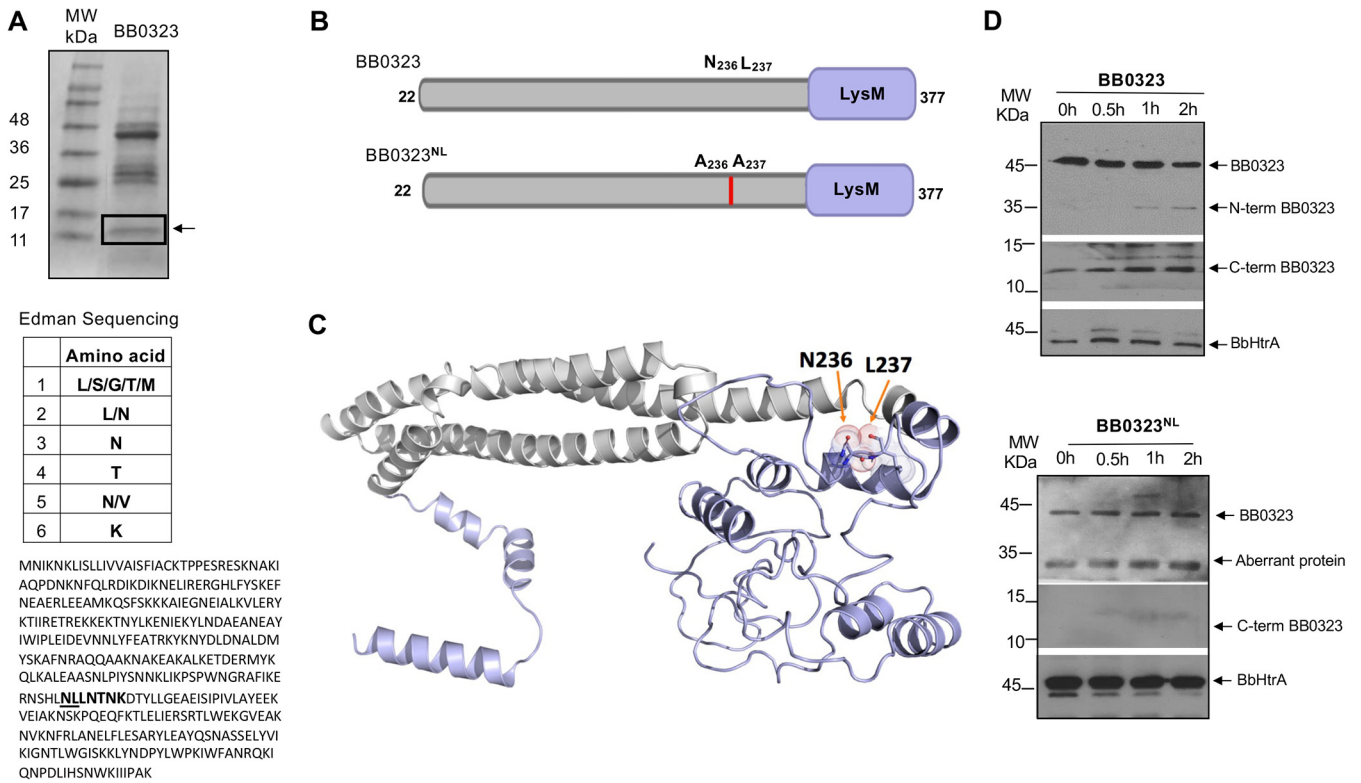 A
MW
kDa
BB0323
48
36
25
17
11
Edman Sequencing
Amino acid
1 L/S/G/T/M
2 L/N
3 N
4 T
5 N/V
6 K
MNIKNKLISLLIVVAISFIACKTPPESRESKNAKI
AQPDNKNFQLRDIKDIKNELIRERGHLFYSKEF
NEAERLEEAMKQSFSKKKAIEGNEIALKVLERY
KTIIRETREKKEKTNYLKENIEKYLNDAEANEAY
IWIPLEIDEVNNLYFEATRKYKNYDLDNALDM
YSKAFNRAQQAAKNAKEAKALKETDERMYK
QLKALEAASNLPIYSNNKLIKPSPWNGRAFIKE
RNSHLNLLNTNKDTYLLGEAEISIPIVLAYEEK
VEIAKNSKPQEQFKTLELIERSRTLWEKGVEAK
NVKNFRLANELFLESARYLEAYQSNASSELYVI
KIGNTLWGISKKLYNDPYLWPKIWFANRQKI
QNPDLIHSNWKIIIPAK
B
BB0323
N236 L237
22
LysM
377
BB0323NL
A236 A237
22
LysM
377
C
N236
L237
D
BB0323
MW
KDa
0h 0.5h 1h 2h
45
BB0323
35
N-term BB0323
15
C-term BB0323
10
45
BbHtrA
BB0323NL
MW
KDa
0h 0.5h 1h 2h
45
BB0323
35
Aberrant protein
15
C-term BB0323
10
45
BbHtrA